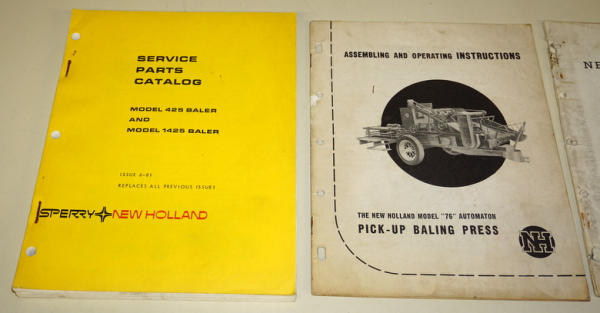 SERVICE
PARTS
CATALOG
MODEL 425 BALER
AND
MODEL 1425 BALER
ISSUE 6-81
REPLACES ALL PREVIOUS ISSUES
SPERRY NEW HOLLAND
ASSEMBLING AND OPERATING INSTRUCTIONS
THE NEW HOLLAND MODEL "76" AUTOMATON
PICK-UP BALING PRESS
NH